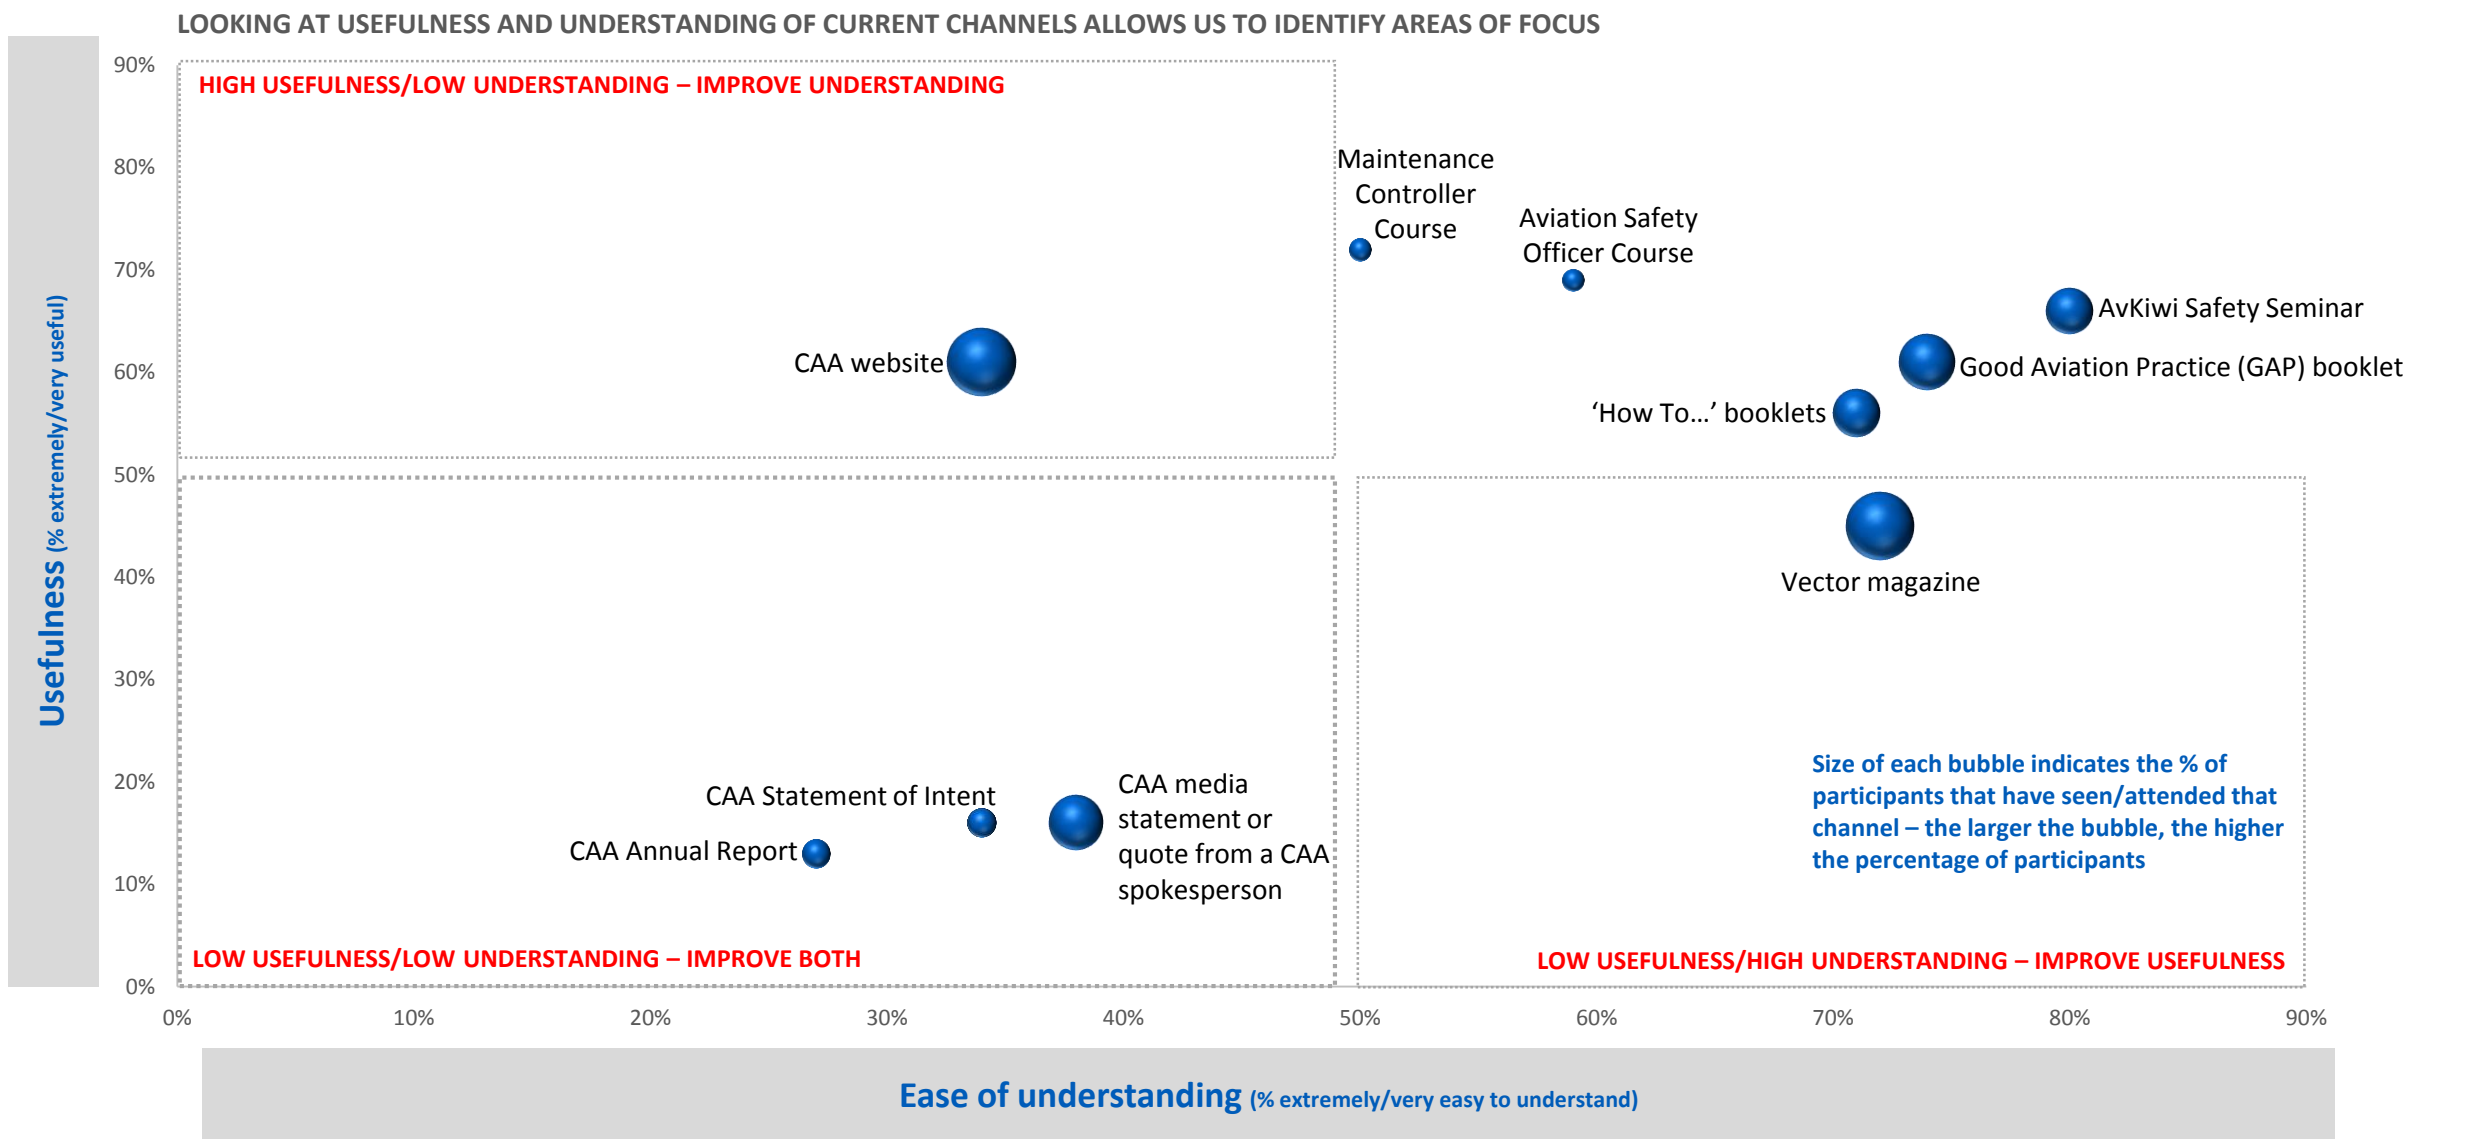 LOOKING AT USEFULNESS AND UNDERSTANDING OF CURRENT CHANNELS ALLOWS US TO IDENTIFY AREAS OF FOCUS
Usefulness (% extremely/very useful)
90%
80%
70%
60%
50%
40%
30%
20%
10%
0%
HIGH USEFULNESS/LOW UNDERSTANDING – IMPROVE UNDERSTANDING
Maintenance
Controller
Course
Aviation Safety
Officer Course
AvKiwi Safety Seminar
CAA website
Good Aviation Practice (GAP) booklet
‘How To…’ booklets
Vector magazine
CAA Statement of Intent
CAA Annual Report
CAA media
statement or
quote from a CAA
spokesperson
Size of each bubble indicates the % of
participants that have seen/attended that
channel – the larger the bubble, the higher
the percentage of participants
LOW USEFULNESS/LOW UNDERSTANDING – IMPROVE BOTH
LOW USEFULNESS/HIGH UNDERSTANDING – IMPROVE USEFULNESS
0%
10%
20%
30%
40%
50%
60%
70%
80%
90%
Ease of understanding (% extremely/very easy to understand)